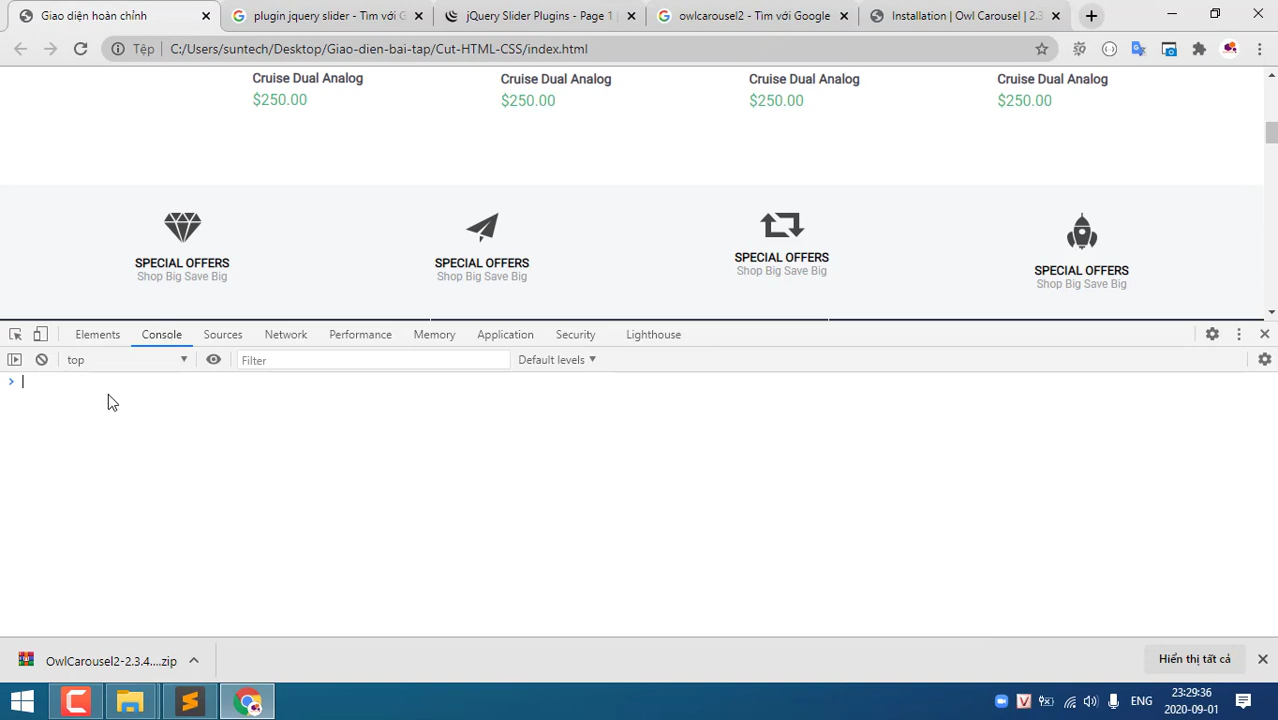 Giao diện hoàn chỉnh
plugin jquery slider - Tìm với G
jQuery Slider Plugins - Page 1
owlcarousel2 - Tìm với Google
Installation | Owl Carousel | 2.3
Tệp
C:/Users/suntech/Desktop/Giao-dien-bai-tap/Cut-HTML-CSS/index.html
Cruise Dual Analog
$250.00
Cruise Dual Analog
$250.00
Cruise Dual Analog
$250.00
Cruise Dual Analog
$250.00
SPECIAL OFFERS
Shop Big Save Big
SPECIAL OFFERS
Shop Big Save Big
SPECIAL OFFERS
Shop Big Save Big
SPECIAL OFFERS
Shop Big Save Big
Elements Console Sources Network Performance Memory Application Security Lighthouse
top Filter Default levels
OwlCarousel2-2.3.4....zip
Hiển thị tất cả
ENG
23:29:36
2020-09-01